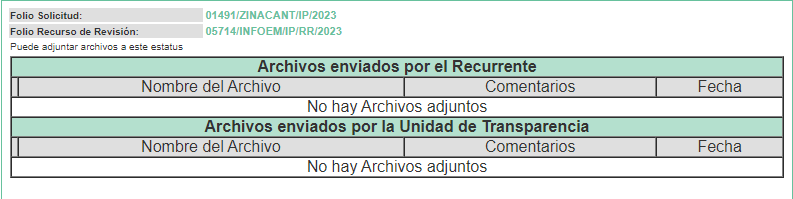 Folio Solicitud: 01491/ZINACANT/IP/2023
Folio Recurso de Revisión: 05714/INFOEM/IP/RR/2023
Puede adjuntar archivos a este estatus
Archivos enviados por el Recurrente
Nombre del Archivo Comentarios Fecha
No hay Archivos adjuntos
Archivos enviados por la Unidad de Transparencia
Nombre del Archivo Comentarios Fecha
No hay Archivos adjuntos